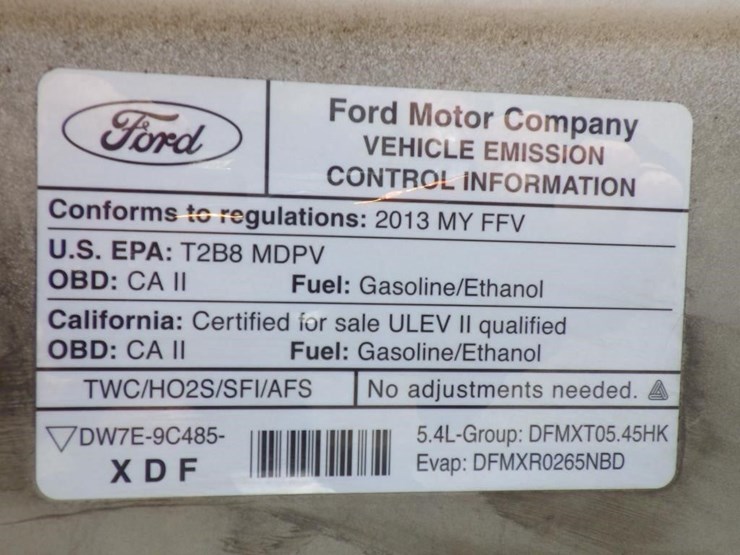 Ford
Ford Motor Company
VEHICLE EMISSION
CONTROL INFORMATION
Conforms to regulations: 2013 MY FFV
U.S. EPA: T2B8 MDPV
OBD: CA II Fuel: Gasoline/Ethanol
California: Certified for sale ULEV II qualified
OBD: CA II Fuel: Gasoline/Ethanol
TWC/HO2S/SFI/AFS No adjustments needed.
DW7E-9C485- 5.4L-Group: DFMXT05.45HK
XDF Evap: DFMXR0265NBD